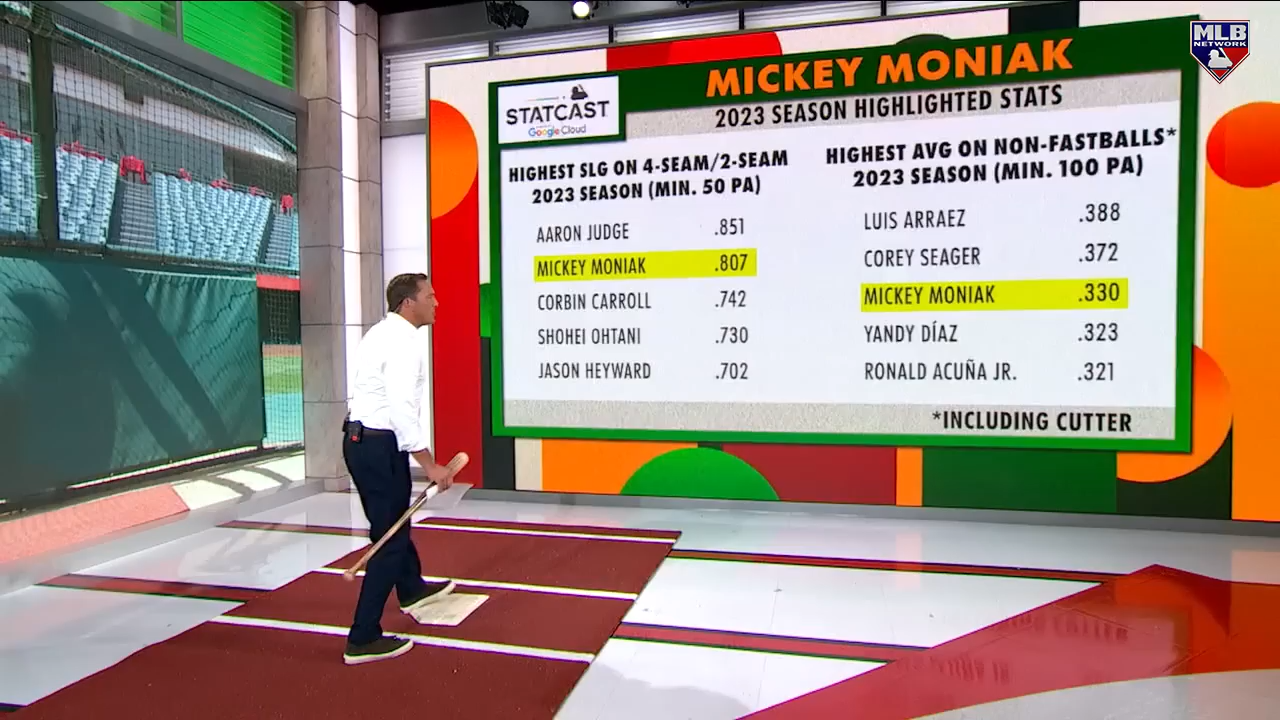 MLB
NETWORK
MICKEY MONIAK
2023 SEASON HIGHLIGHTED STATS
STATCAST
Google Cloud
HIGHEST SLG ON 4-SEAM/2-SEAM
2023 SEASON (MIN. 50 PA)
AARON JUDGE .851
MICKEY MONIAK .807
CORBIN CARROLL .742
SHOHEI OHTANI .730
JASON HEYWARD .702
HIGHEST AVG ON NON-FASTBALLS*
2023 SEASON (MIN. 100 PA)
LUIS ARRAEZ .388
COREY SEAGER .372
MICKEY MONIAK .330
YANDY DÍAZ .323
RONALD ACUÑA JR. .321
*INCLUDING CUTTER